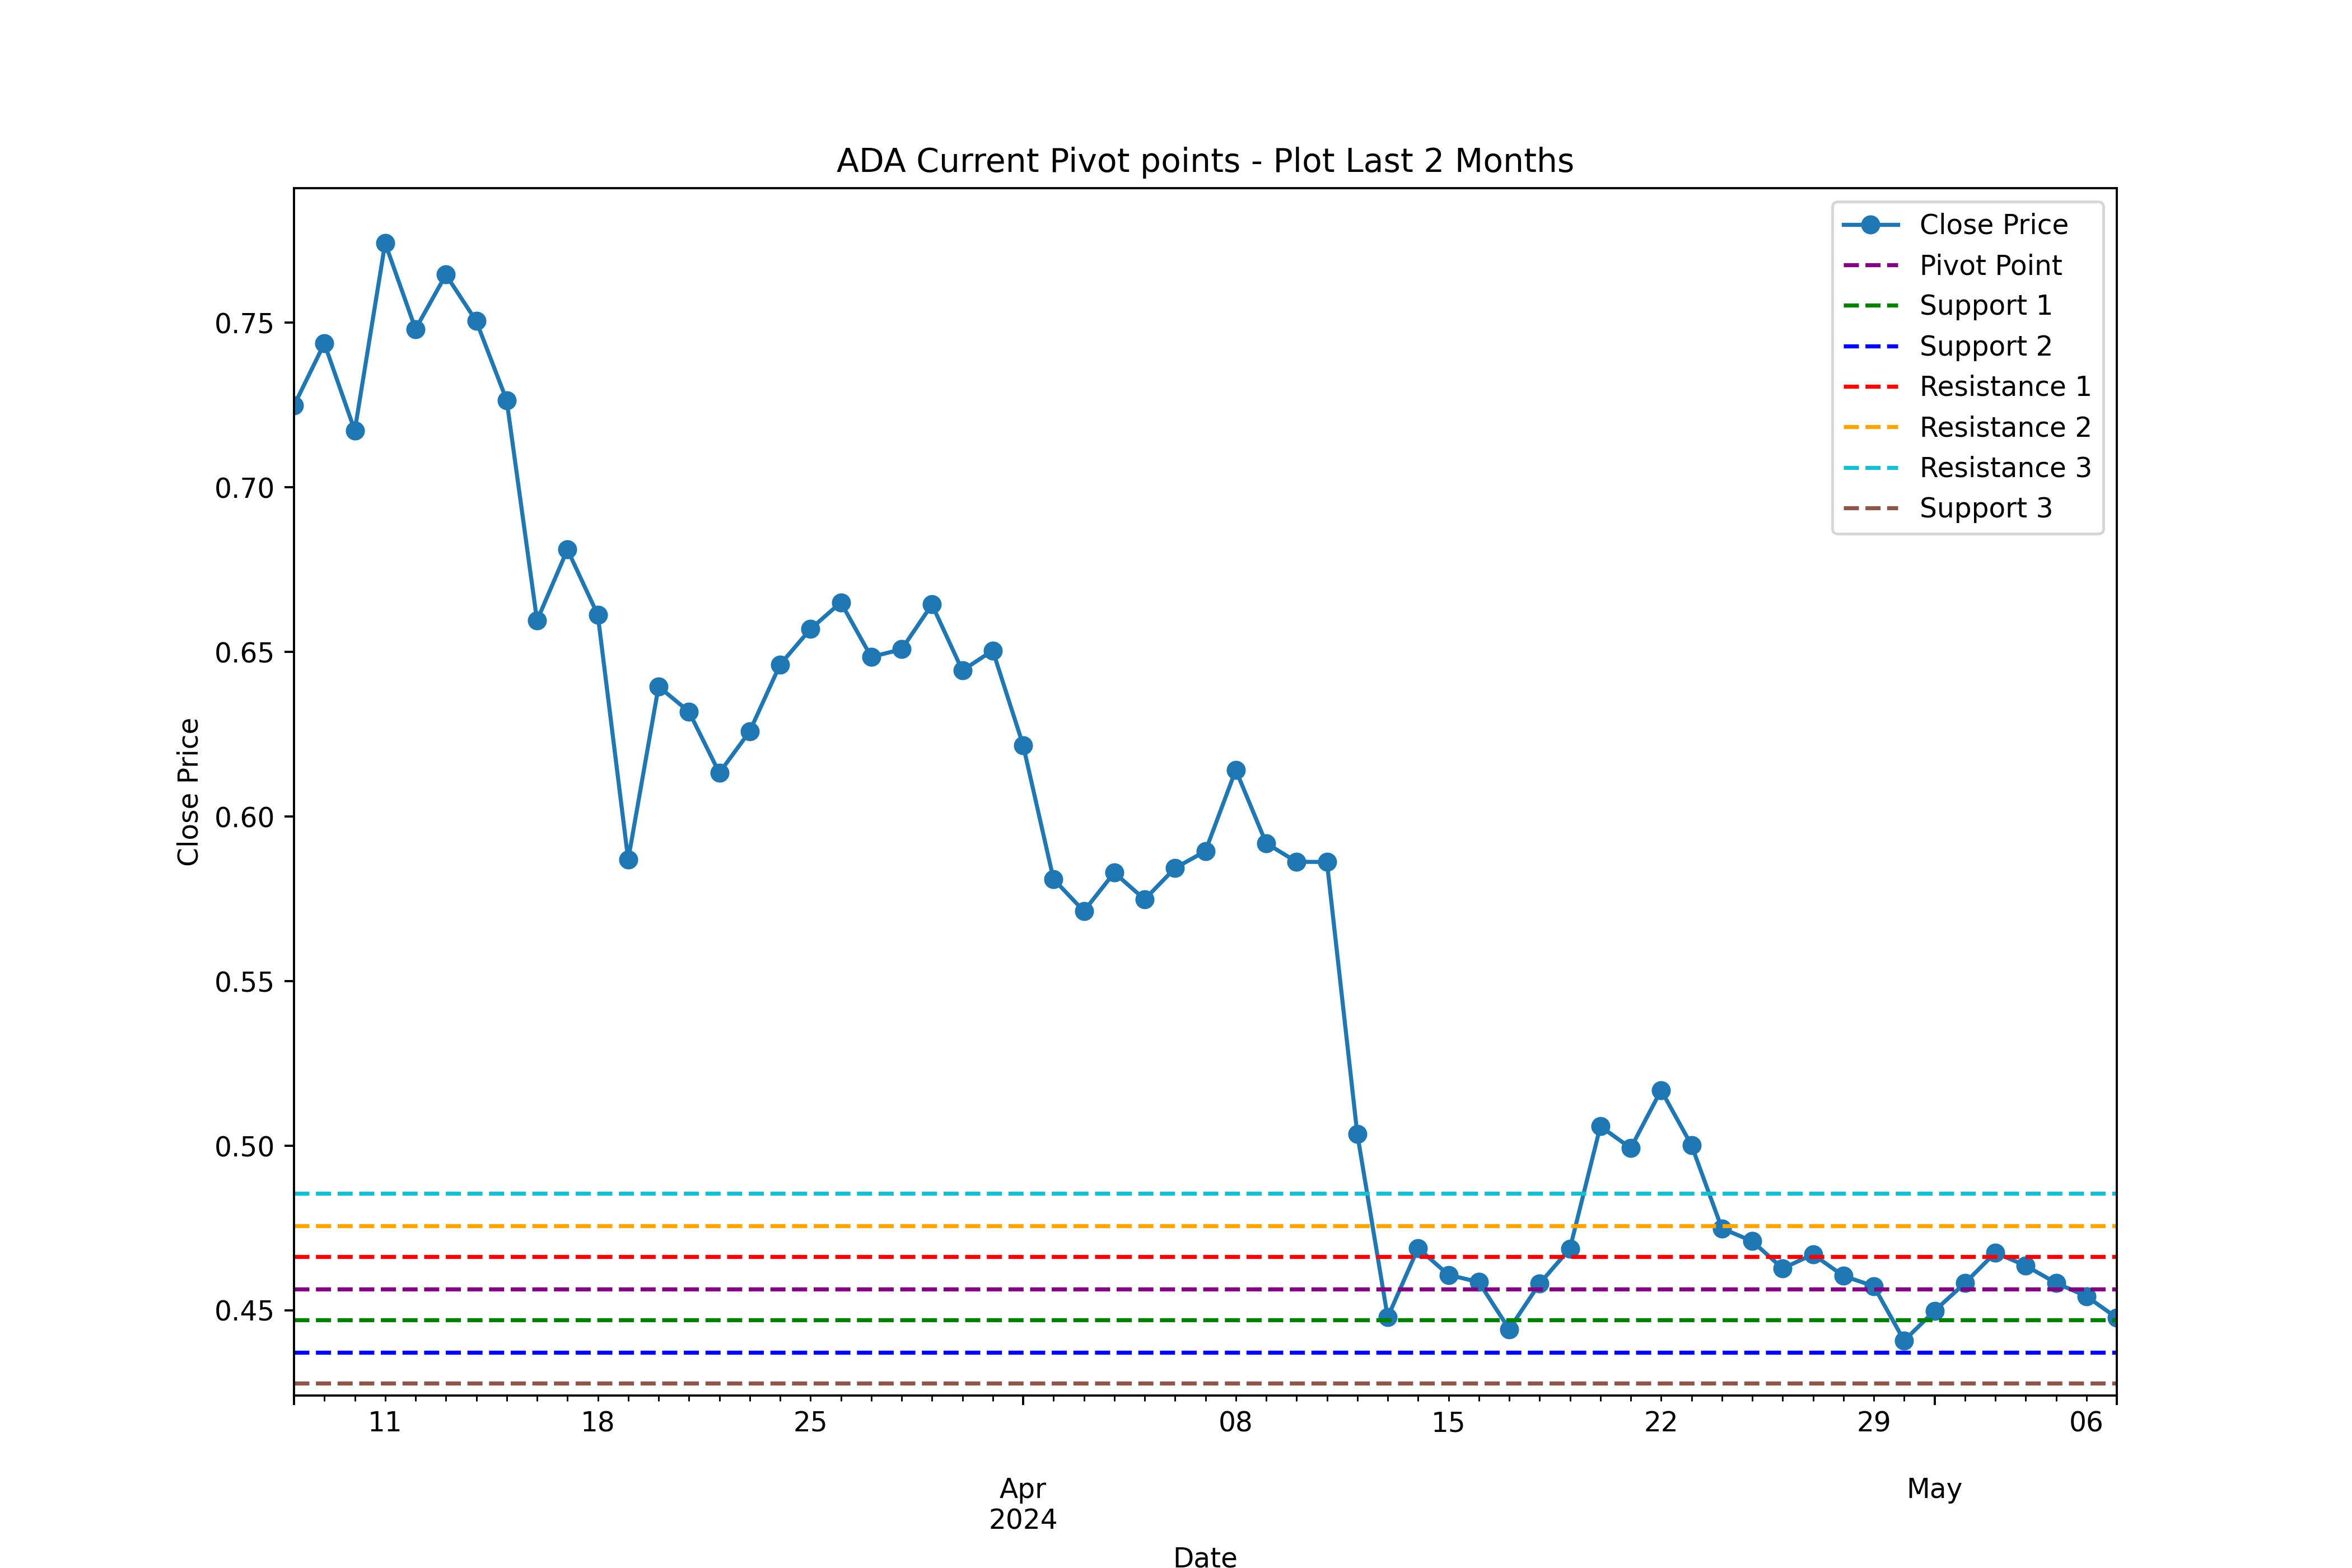 ADA Current Pivot points - Plot Last 2 Months
Close Price
Pivot Point
Support 1
Support 2
Resistance 1
Resistance 2
Resistance 3
Support 3
Close Price
0.75
0.70
0.65
0.60
0.55
0.50
0.45
11 18 25 08 15 22 29 06
Apr May
2024
Date